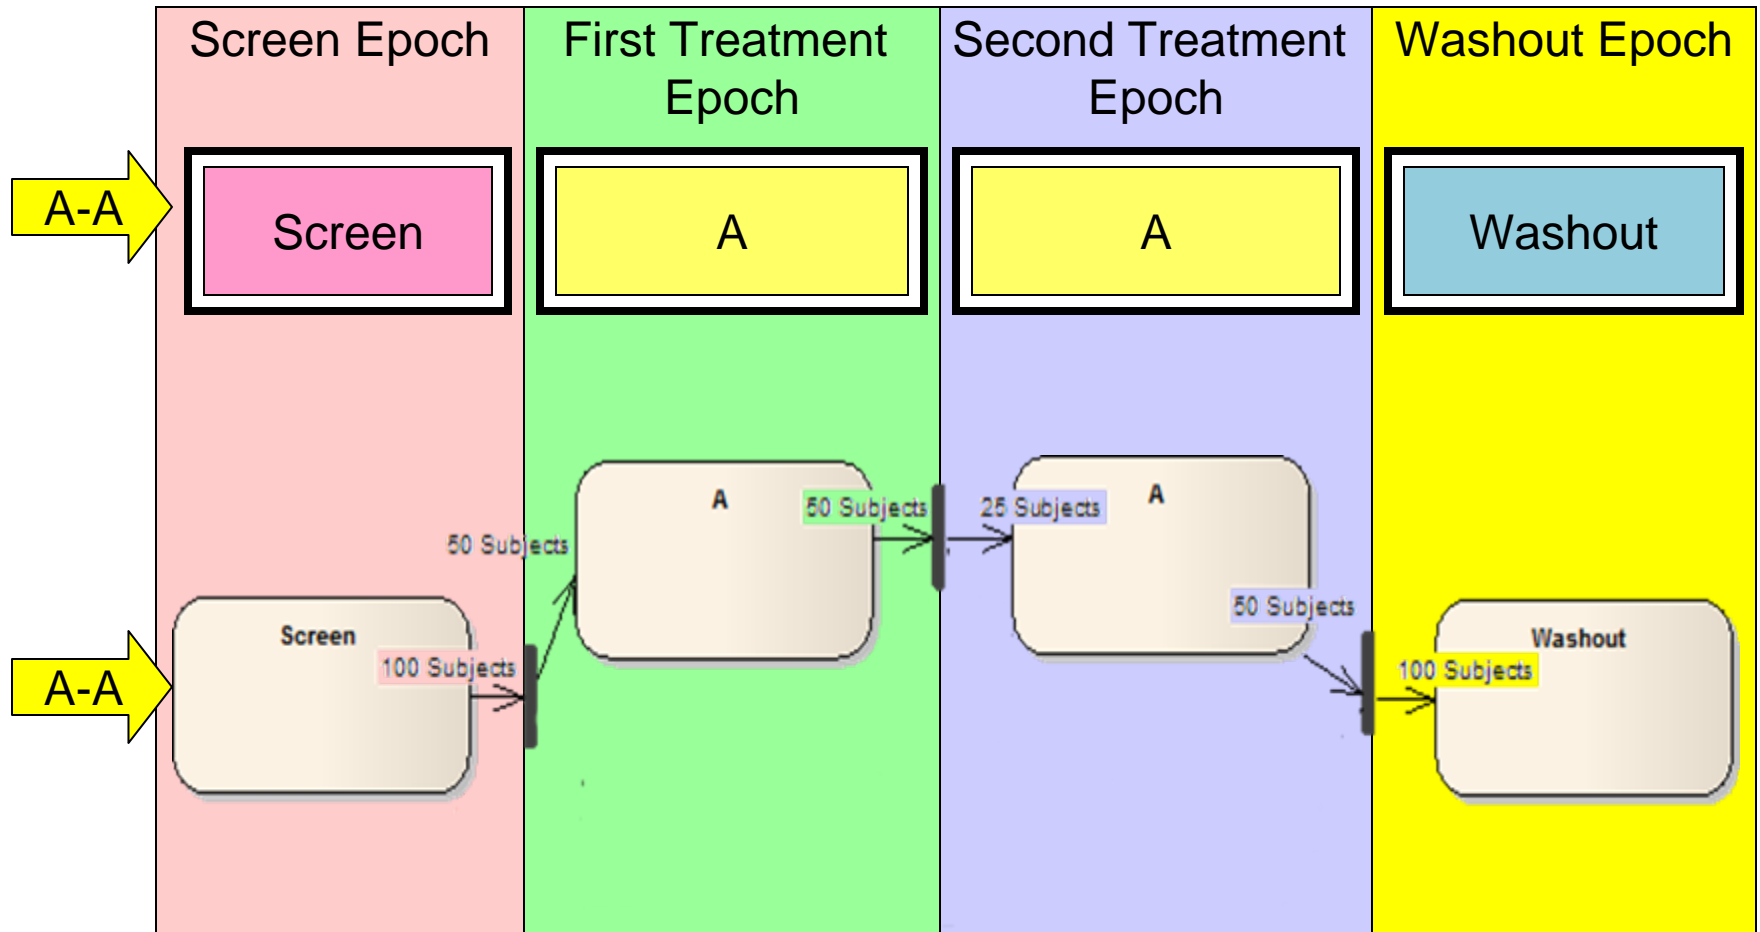 Screen Epoch
First Treatment
Epoch
Second Treatment
Epoch
Washout Epoch
A-A
Screen
A
A
Washout
A-A
Screen
100 Subjects
50 Subjects
A
50 Subjects
25 Subjects
A
50 Subjects
100 Subjects
Washout